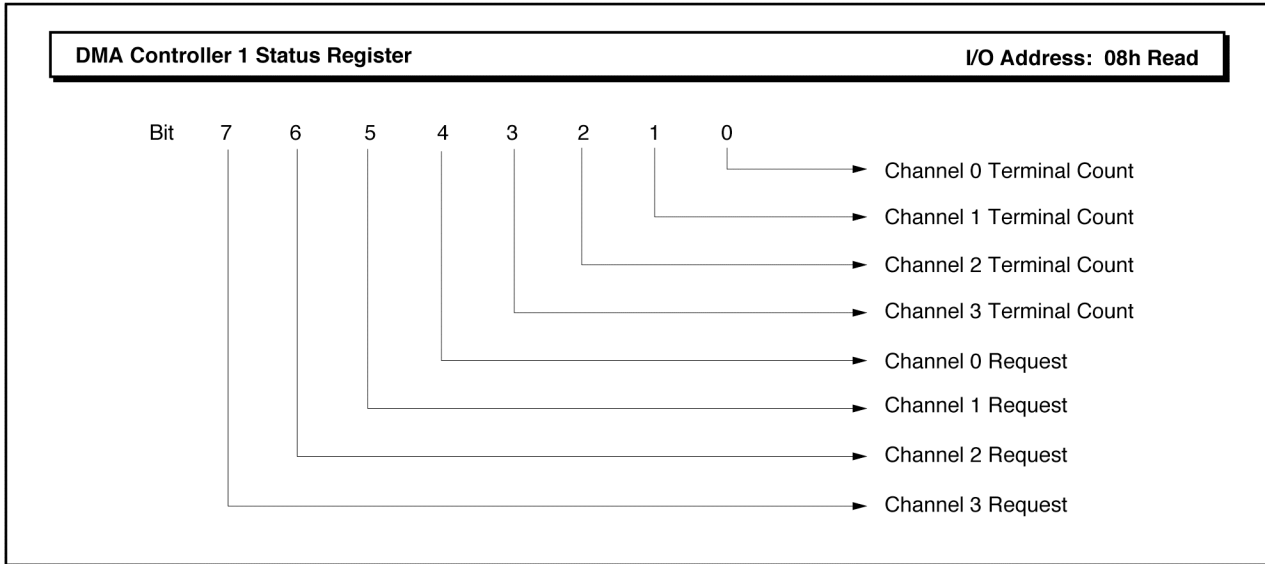 DMA Controller 1 Status Register I/O Address: 08h Read
Bit 7 6 5 4 3 2 1 0
Channel 0 Terminal Count
Channel 1 Terminal Count
Channel 2 Terminal Count
Channel 3 Terminal Count
Channel 0 Request
Channel 1 Request
Channel 2 Request
Channel 3 Request